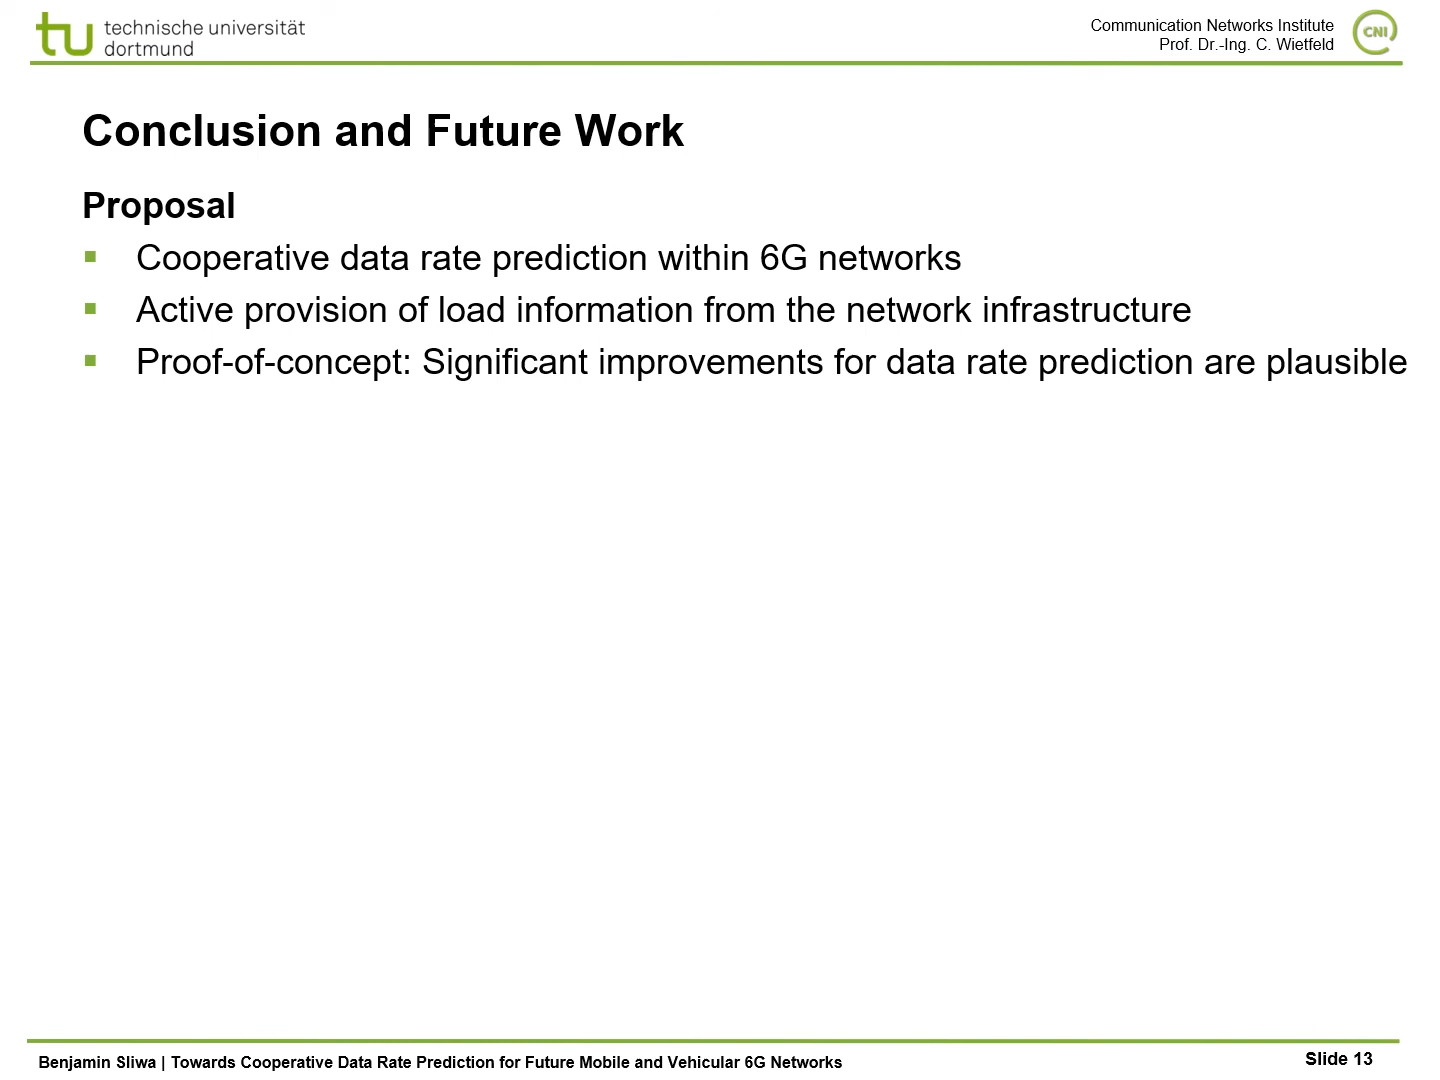 tu technische universität
dortmund
Communication Networks Institute
Prof. Dr.-Ing. C. Wietfeld
CNI
Conclusion and Future Work
Proposal
Cooperative data rate prediction within 6G networks
Active provision of load information from the network infrastructure
Proof-of-concept: Significant improvements for data rate prediction are plausible
Benjamin Sliwa | Towards Cooperative Data Rate Prediction for Future Mobile and Vehicular 6G Networks
Slide 13